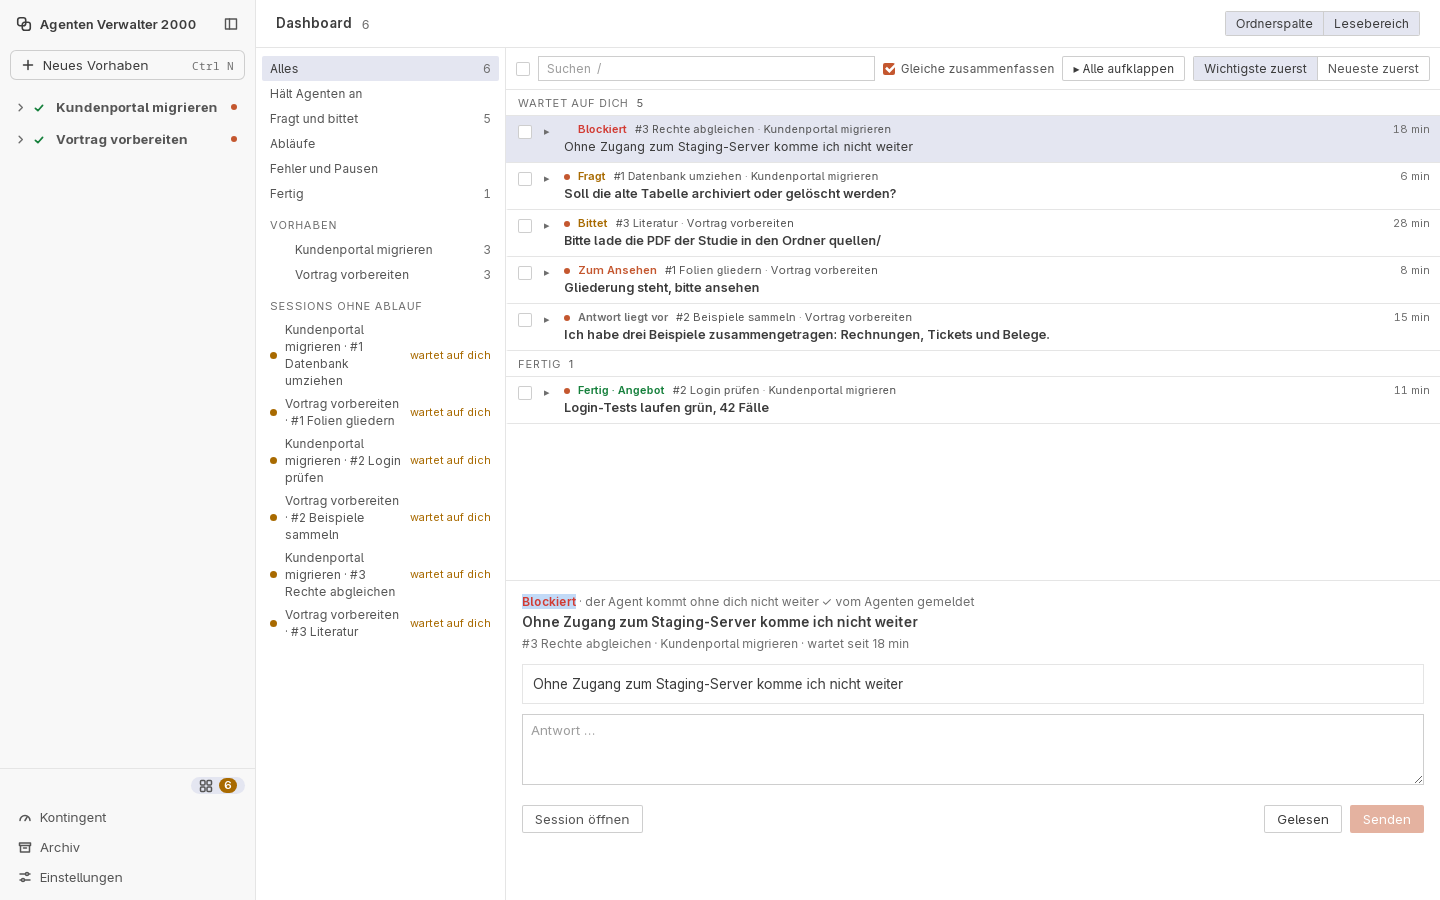 Agenten Verwalter 2000
Neues Vorhaben Ctrl N
Kundenportal migrieren
Vortrag vorbereiten
6
Kontingent
Archiv
Einstellungen
Dashboard 6
Ordnerspalte Lesebereich
Alles 6
Hält Agenten an
Fragt und bittet 5
Abläufe
Fehler und Pausen
Fertig 1
VORHABEN
Kundenportal migrieren 3
Vortrag vorbereiten 3
SESSIONS OHNE ABLAUF
Kundenportal
migrieren · #1
Datenbank
umziehen
wartet auf dich
Vortrag vorbereiten
· #1 Folien gliedern
wartet auf dich
Kundenportal
migrieren · #2 Login
prüfen
wartet auf dich
Vortrag vorbereiten
· #2 Beispiele
sammeln
wartet auf dich
Kundenportal
migrieren · #3
Rechte abgleichen
wartet auf dich
Vortrag vorbereiten
· #3 Literatur
wartet auf dich
Suchen /
Gleiche zusammenfassen
▸ Alle aufklappen
Wichtigste zuerst Neueste zuerst
WARTET AUF DICH 5
Blockiert #3 Rechte abgleichen · Kundenportal migrieren 18 min
Ohne Zugang zum Staging-Server komme ich nicht weiter
Fragt #1 Datenbank umziehen · Kundenportal migrieren 6 min
Soll die alte Tabelle archiviert oder gelöscht werden?
Bittet #3 Literatur · Vortrag vorbereiten 28 min
Bitte lade die PDF der Studie in den Ordner quellen/
Zum Ansehen #1 Folien gliedern · Vortrag vorbereiten 8 min
Gliederung steht, bitte ansehen
Antwort liegt vor #2 Beispiele sammeln · Vortrag vorbereiten 15 min
Ich habe drei Beispiele zusammengetragen: Rechnungen, Tickets und Belege.
FERTIG 1
Fertig · Angebot #2 Login prüfen · Kundenportal migrieren 11 min
Login-Tests laufen grün, 42 Fälle
Blockiert · der Agent kommt ohne dich nicht weiter ✓ vom Agenten gemeldet
Ohne Zugang zum Staging-Server komme ich nicht weiter
#3 Rechte abgleichen · Kundenportal migrieren · wartet seit 18 min
Ohne Zugang zum Staging-Server komme ich nicht weiter
Antwort …
Session öffnen
Gelesen Senden